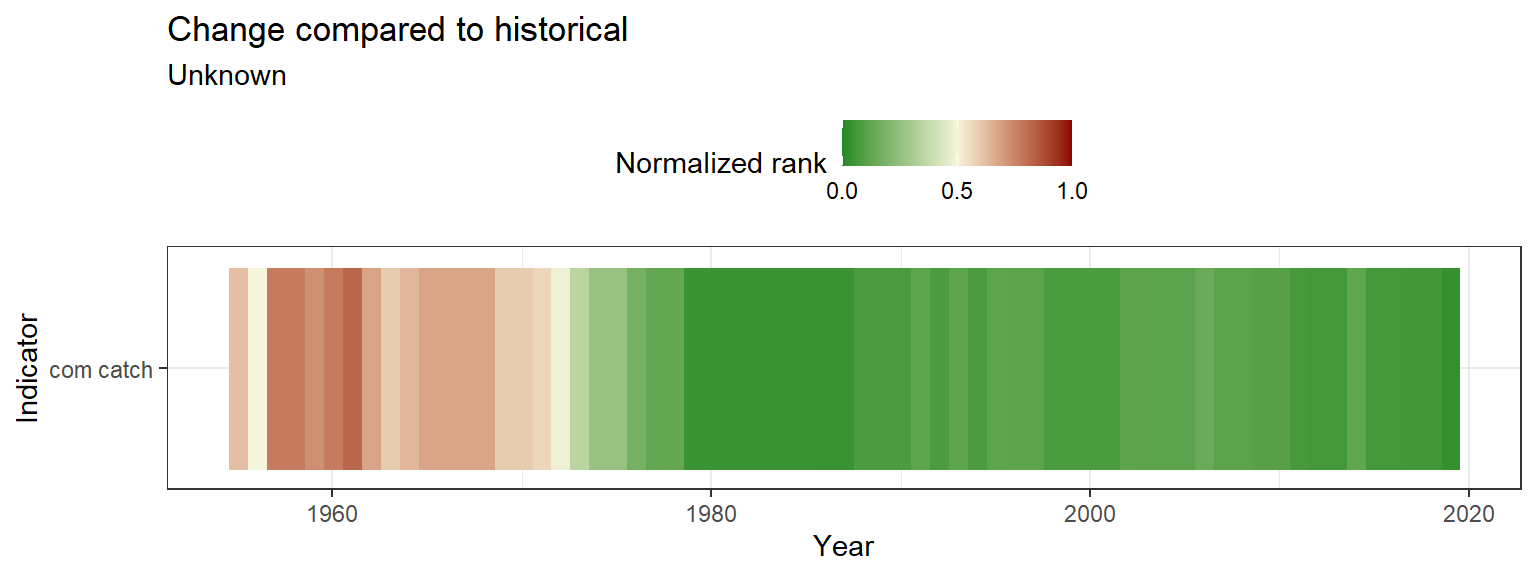 Change compared to historical
Unknown
Normalized rank
0.0 0.5 1.0
Indicator
com catch
1960 1980 2000 2020
Year